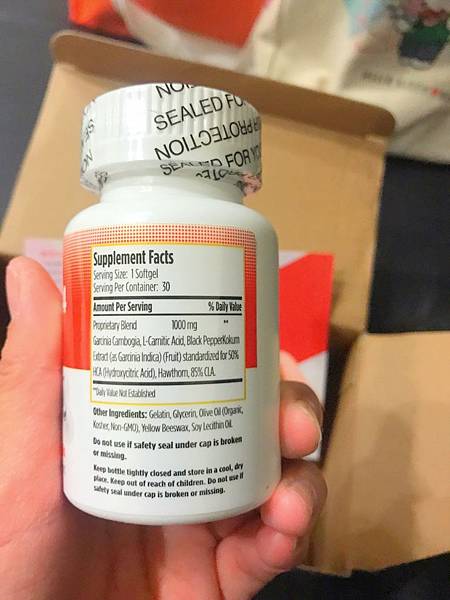 SEALED FO
PROTECTION
SEALED FOR YO
Supplement Facts
Serving Size: 1 Softgel
Serving Per Container: 30
Amount Per Serving % Daily Value
Proprietary Blend 1000 mg **
Garcinia Cambogia, L-Carnitic Acid, Black PepperKokum
Extract (as Garcinia Indica) (Fruit) standardized for 50%
HCA (Hydroxycitric Acid), Hawthorn, 85% CLA.
**Daily Value Not Established
Other Ingredients: Gelatin, Glycerin, Olive Oil (Organic,
Kosher, Non-GMO), Yellow Beeswax, Soy Lecithin Oil.
Do not use if safety seal under cap is broken
or missing.
Keep bottle tightly closed and store in a cool, dry
place. Keep out of reach of children. Do not use if
safety seal under cap is broken or missing.